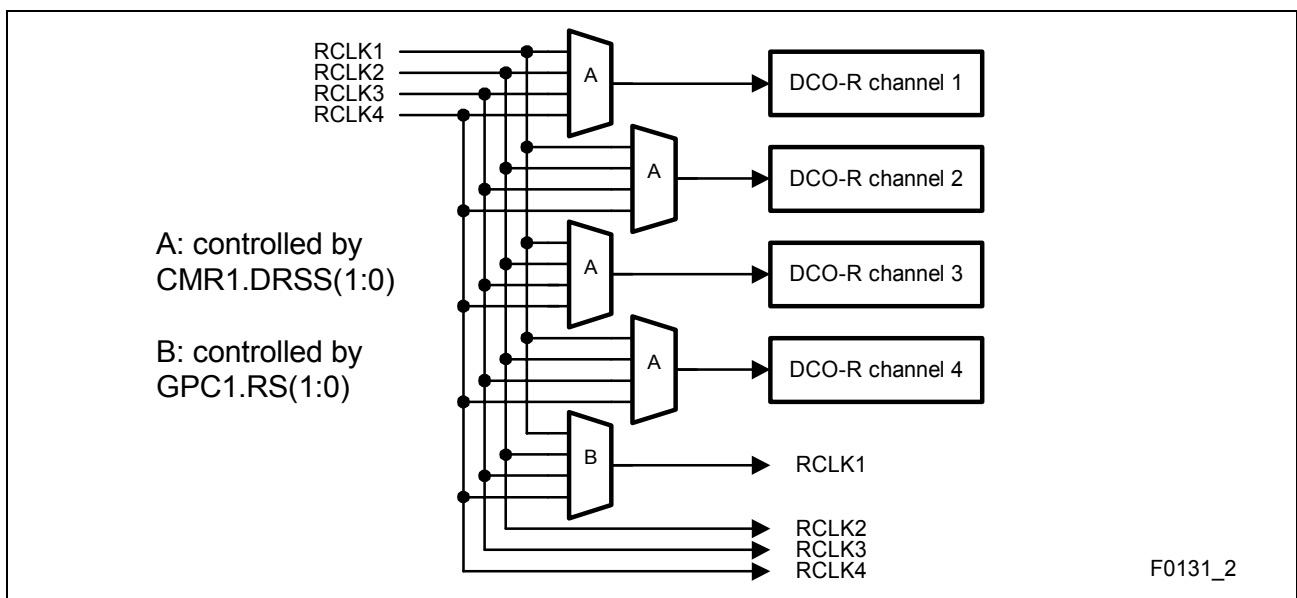 RCLK1
RCLK2
RCLK3
RCLK4
A
DCO-R channel 1
A
DCO-R channel 2
A: controlled by
CMR1.DRSS(1:0)
A
DCO-R channel 3
B: controlled by
GPC1.RS(1:0)
A
DCO-R channel 4
B
RCLK1
RCLK2
RCLK3
RCLK4
F0131_2